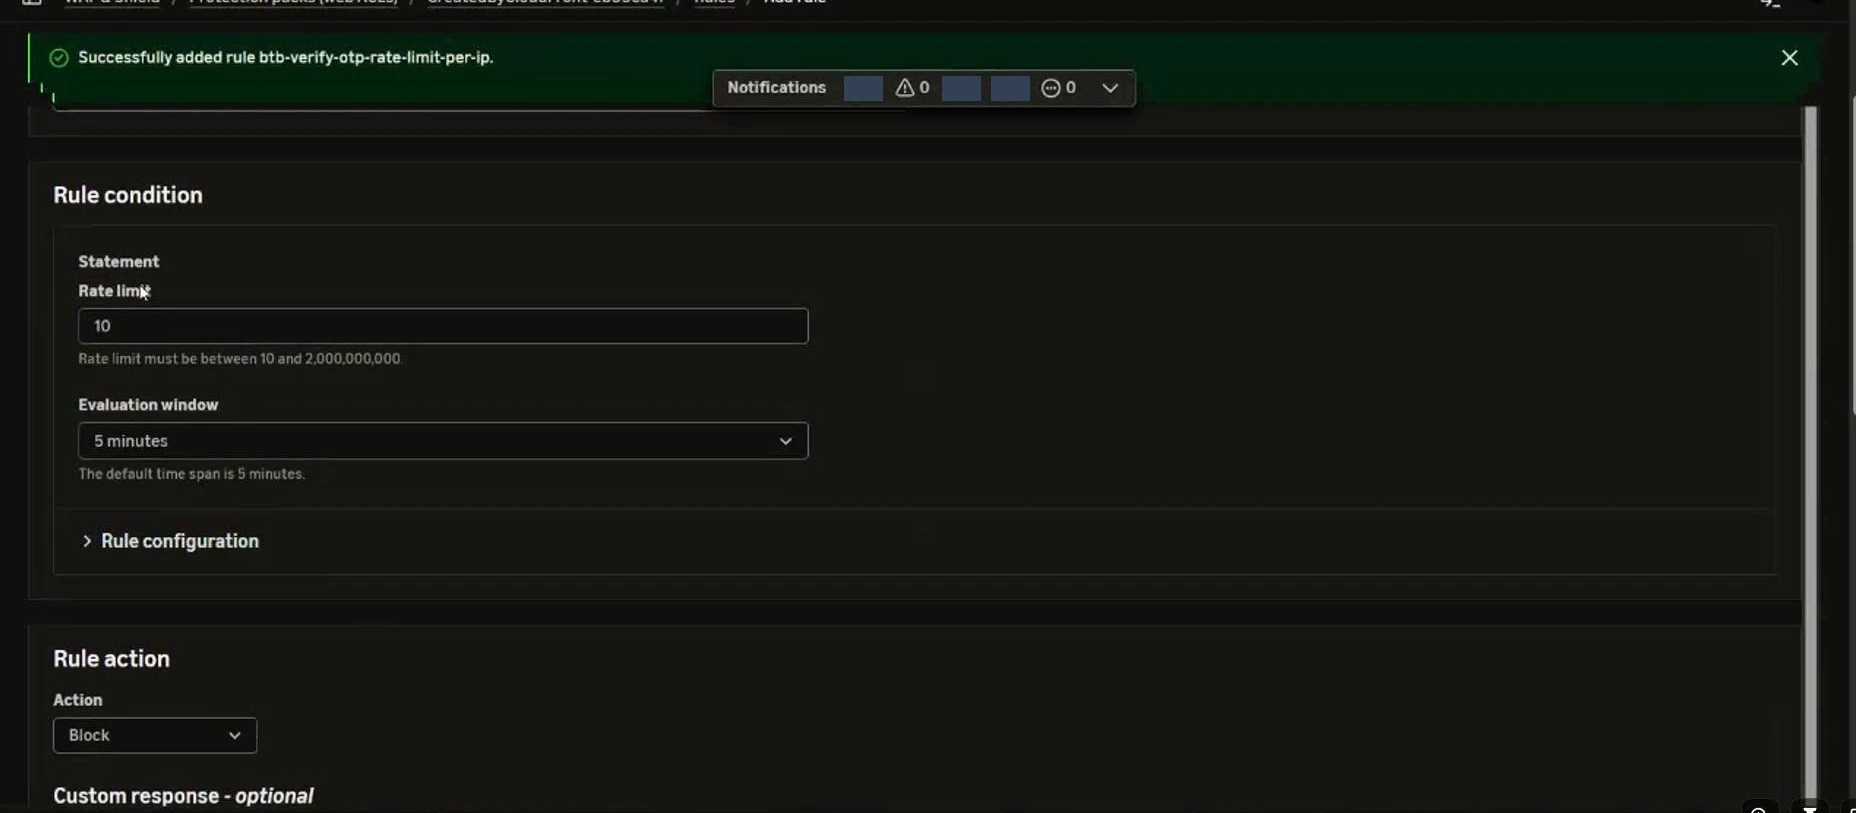 Successfully added rule btb-verify-otp-rate-limit-per-ip.
Notifications 0 0
Rule condition
Statement
Rate limit
10
Rate limit must be between 10 and 2,000,000,000.
Evaluation window
5 minutes
The default time span is 5 minutes.
Rule configuration
Rule action
Action
Block
Custom response - optional